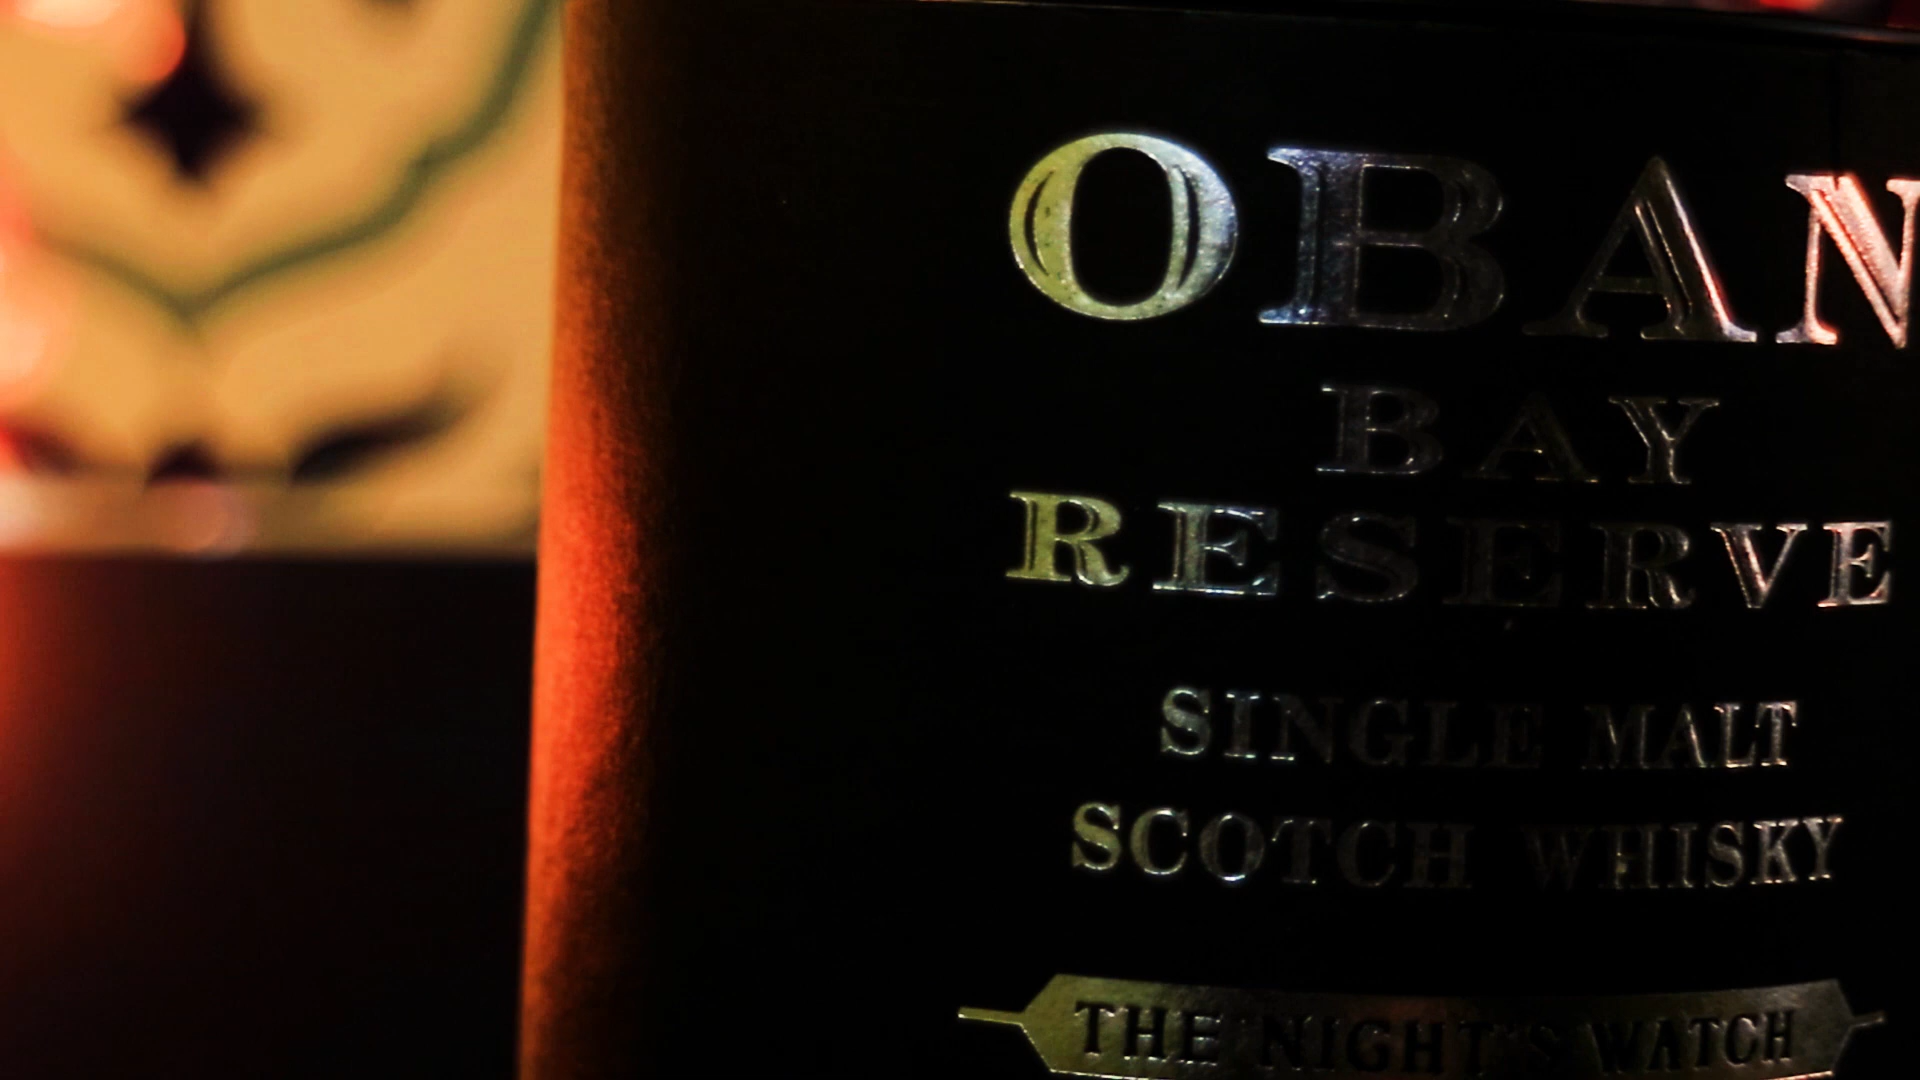 OBAN
BAY
RESERVE
SINGLE MALT
SCOTCH WHISKY
THE NIGHT'S WATCH